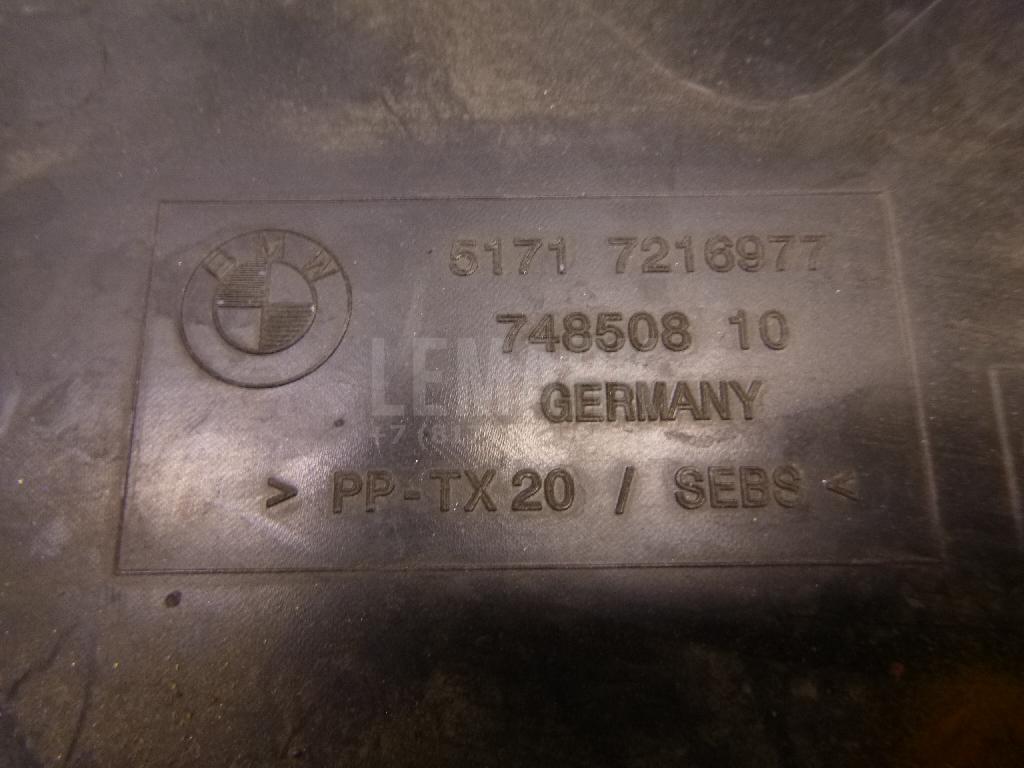 BMW
5171 7216977
748508 10
GERMANY
> PP-TX20 / SEBS <